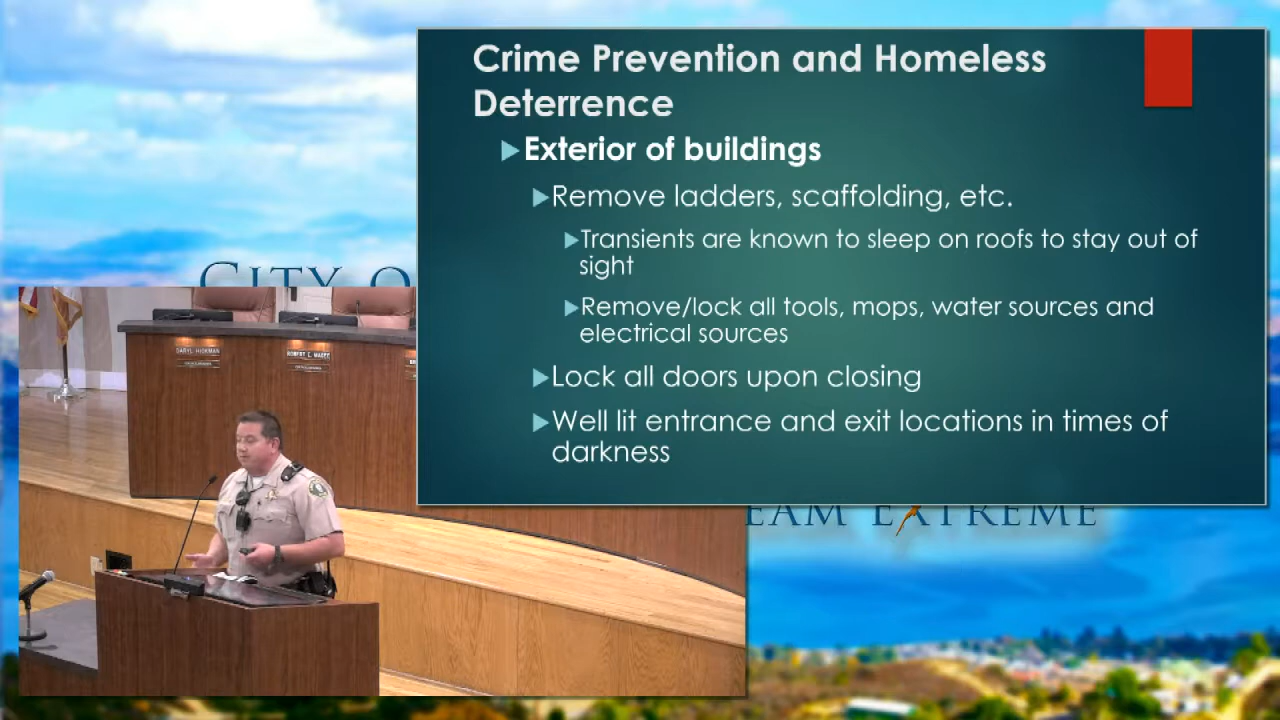 Crime Prevention and Homeless
Deterrence
Exterior of buildings
Remove ladders, scaffolding, etc.
Transients are known to sleep on roofs to stay out of
sight
Remove/lock all tools, mops, water sources and
electrical sources
Lock all doors upon closing
Well lit entrance and exit locations in times of
darkness
CITY O
EAM EXTREME
DARYL HICKMAN
ROBERT E. MAGEE